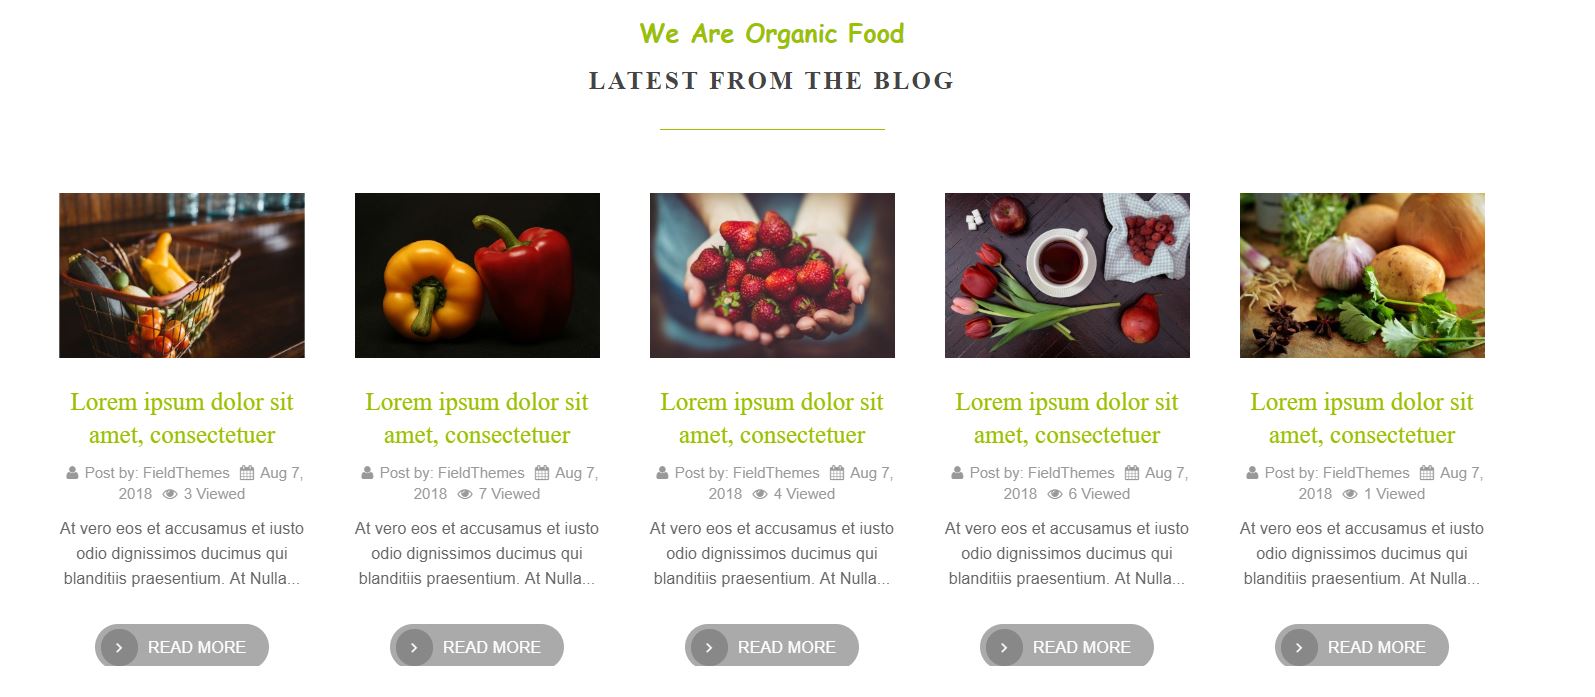 We Are Organic Food
LATEST FROM THE BLOG
Lorem ipsum dolor sit
amet, consectetuer
Post by: FieldThemes Aug 7,
2018 3 Viewed
At vero eos et accusamus et iusto
odio dignissimos ducimus qui
blanditiis praesentium. At Nulla...
READ MORE
Lorem ipsum dolor sit
amet, consectetuer
Post by: FieldThemes Aug 7,
2018 7 Viewed
At vero eos et accusamus et iusto
odio dignissimos ducimus qui
blanditiis praesentium. At Nulla...
READ MORE
Lorem ipsum dolor sit
amet, consectetuer
Post by: FieldThemes Aug 7,
2018 4 Viewed
At vero eos et accusamus et iusto
odio dignissimos ducimus qui
blanditiis praesentium. At Nulla...
READ MORE
Lorem ipsum dolor sit
amet, consectetuer
Post by: FieldThemes Aug 7,
2018 6 Viewed
At vero eos et accusamus et iusto
odio dignissimos ducimus qui
blanditiis praesentium. At Nulla...
READ MORE
Lorem ipsum dolor sit
amet, consectetuer
Post by: FieldThemes Aug 7,
2018 1 Viewed
At vero eos et accusamus et iusto
odio dignissimos ducimus qui
blanditiis praesentium. At Nulla...
READ MORE